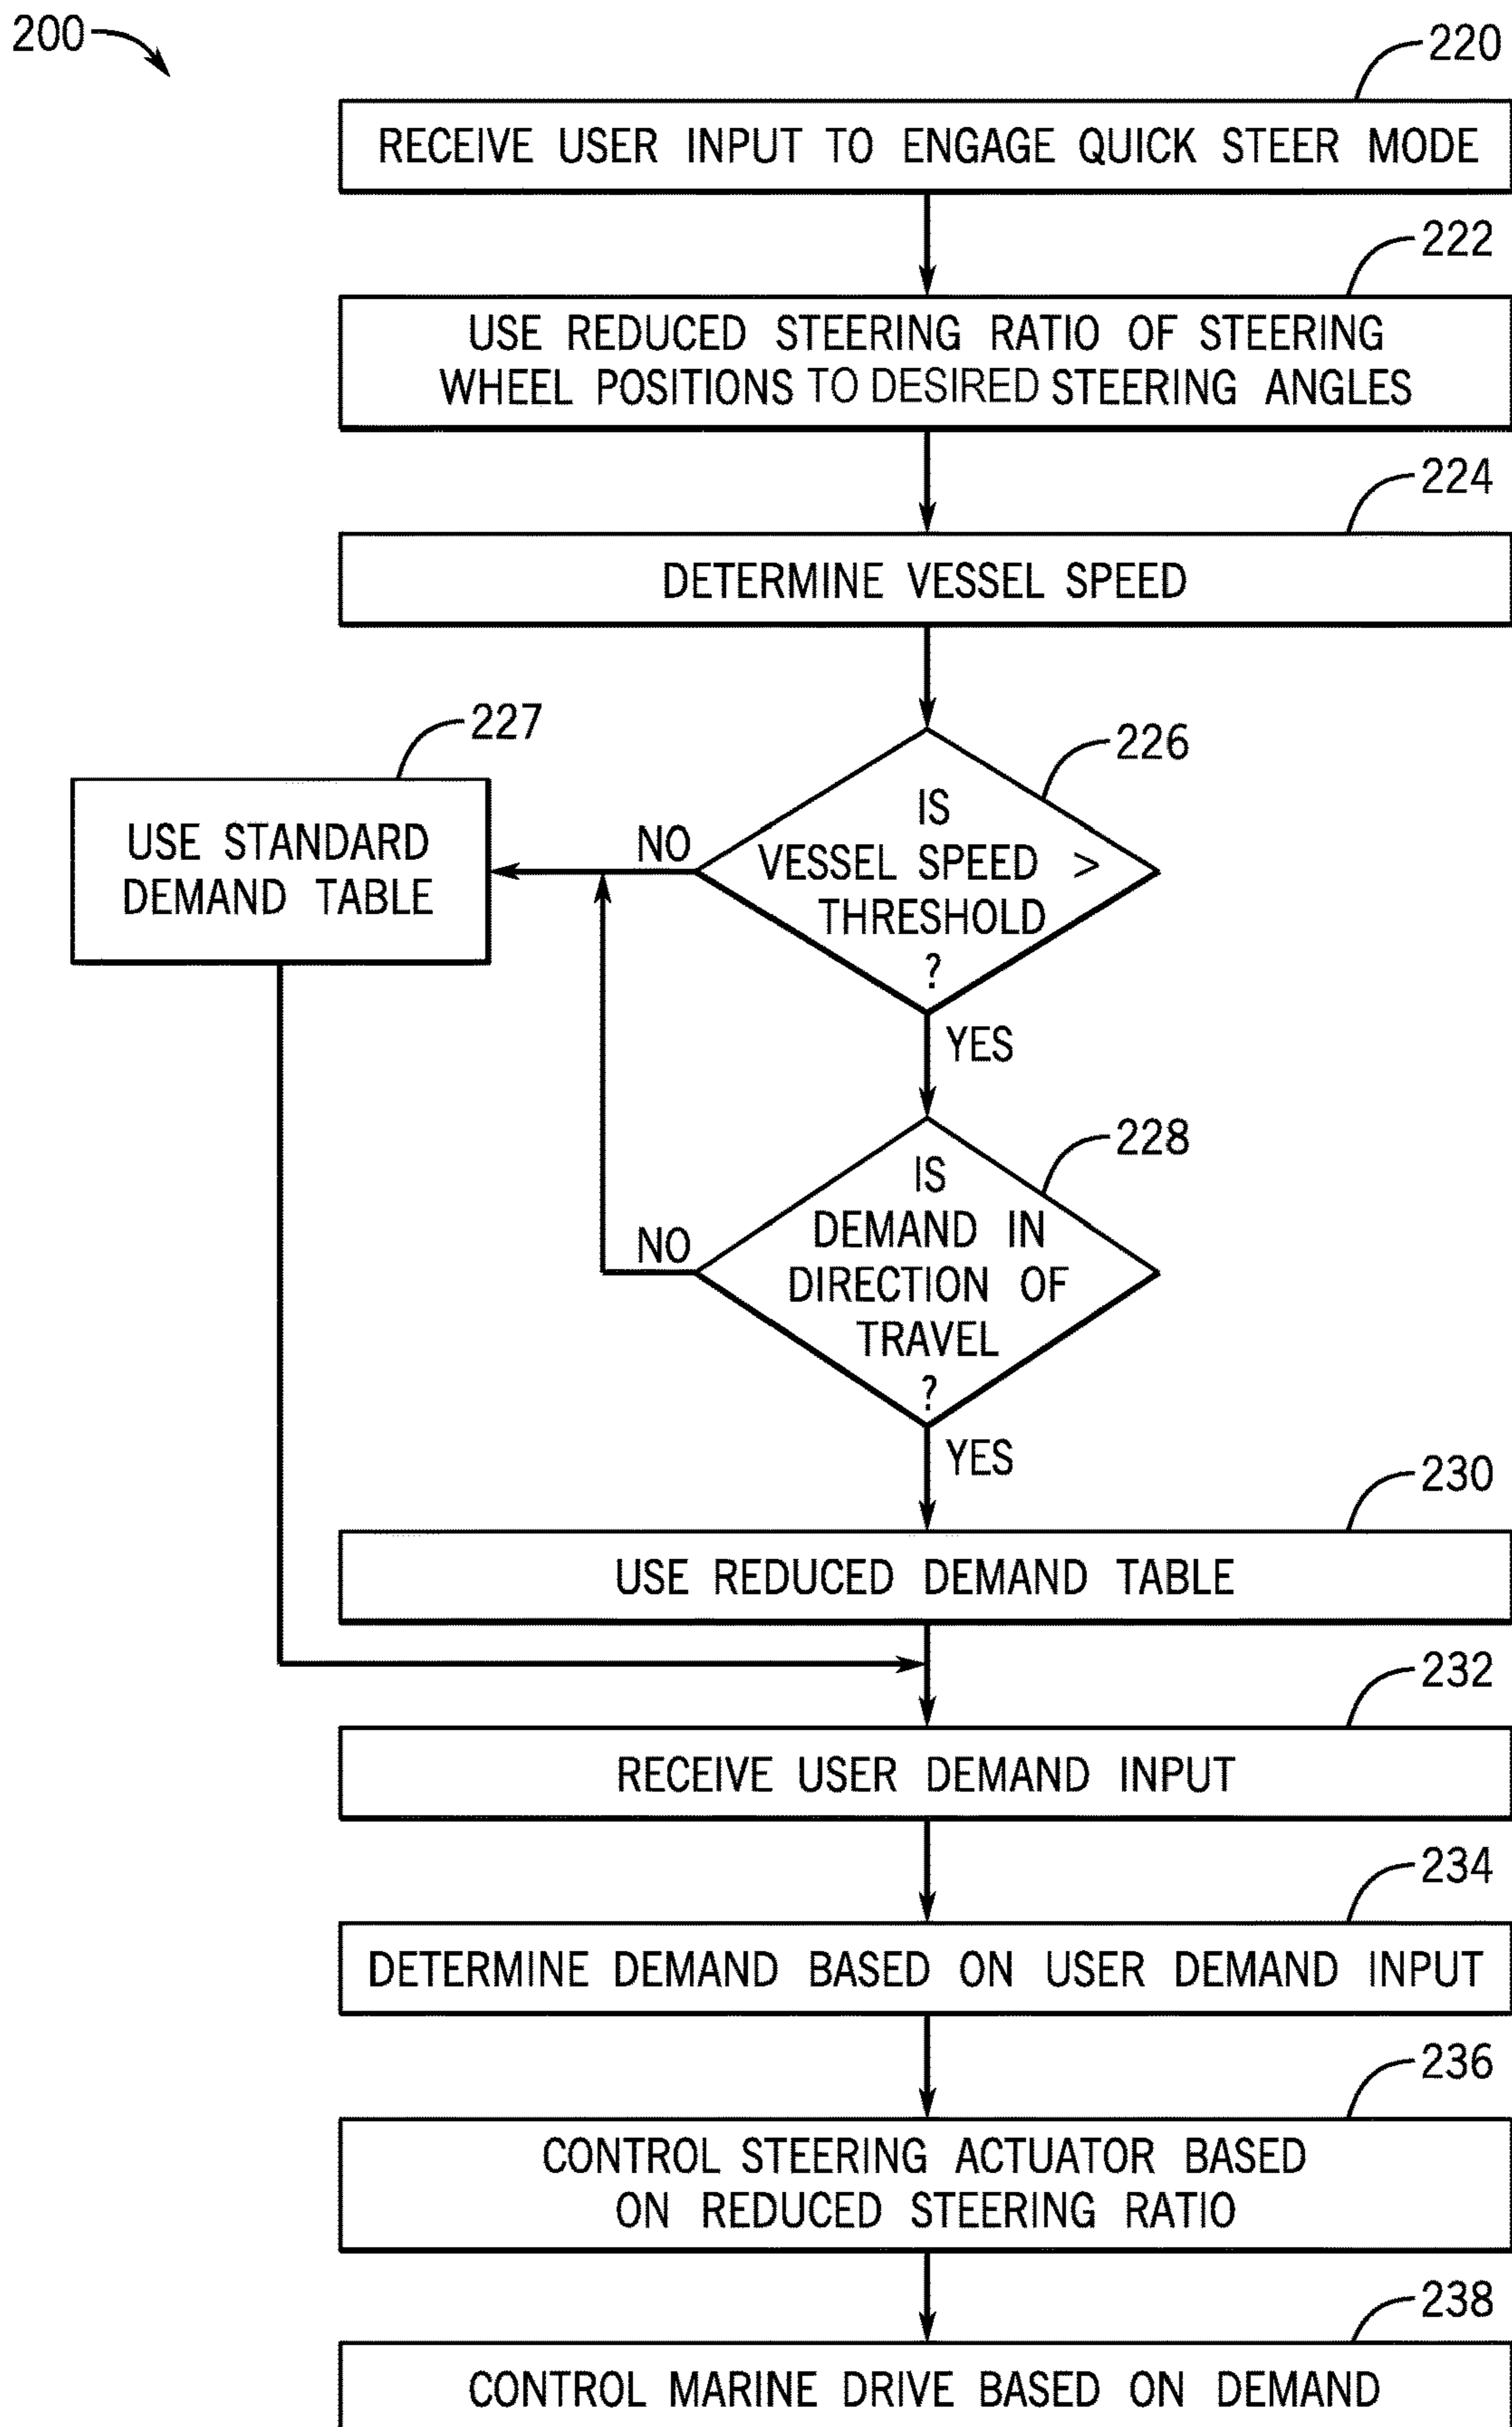 200
220
RECEIVE USER INPUT TO ENGAGE QUICK STEER MODE
222
USE REDUCED STEERING RATIO OF STEERING
WHEEL POSITIONS TO DESIRED STEERING ANGLES
224
DETERMINE VESSEL SPEED
227
USE STANDARD
DEMAND TABLE
226
IS
VESSEL SPEED >
THRESHOLD
?
NO
YES
228
IS
DEMAND IN
DIRECTION OF
TRAVEL
?
NO
YES
230
USE REDUCED DEMAND TABLE
232
RECEIVE USER DEMAND INPUT
234
DETERMINE DEMAND BASED ON USER DEMAND INPUT
236
CONTROL STEERING ACTUATOR BASED
ON REDUCED STEERING RATIO
238
CONTROL MARINE DRIVE BASED ON DEMAND